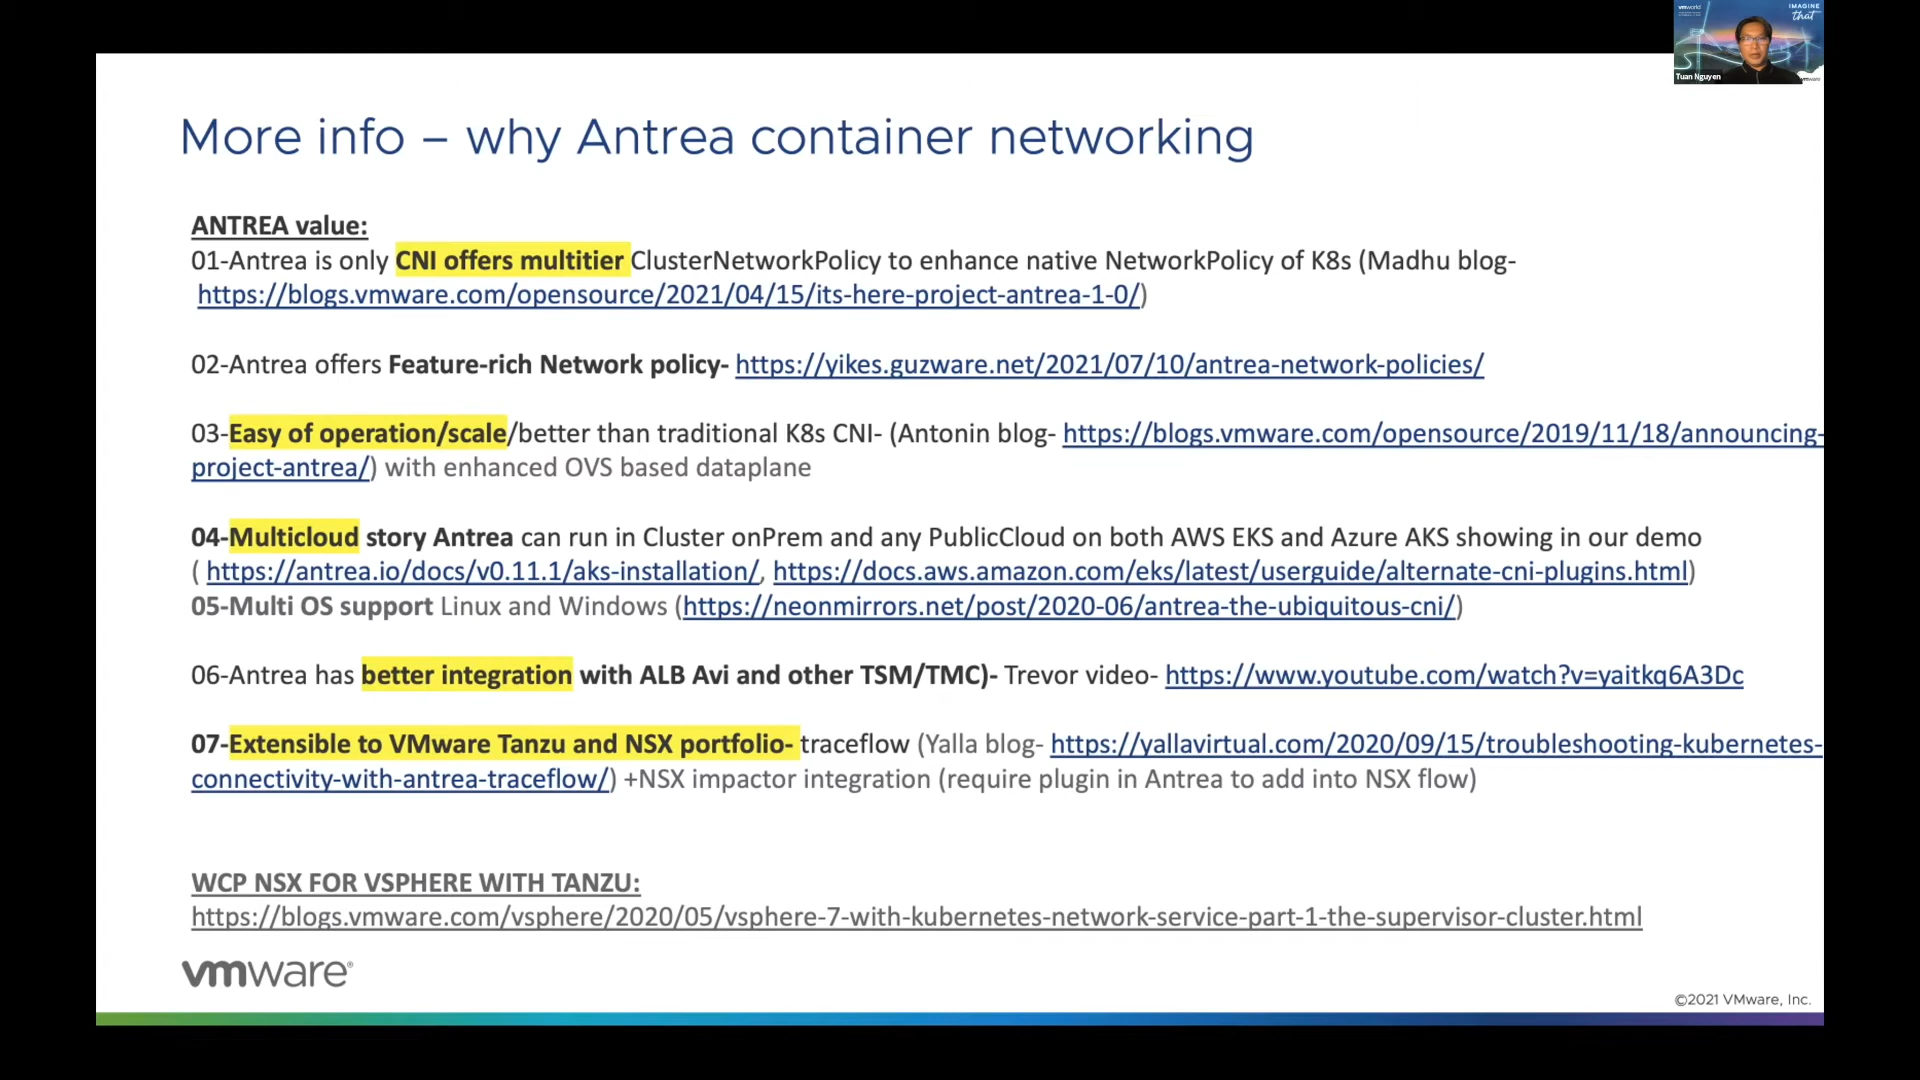 vmworld
IMAGINE
that
Tuan Nguyen
vmware
More info – why Antrea container networking
ANTREA value:
01-Antrea is only CNI offers multitier ClusterNetworkPolicy to enhance native NetworkPolicy of K8s (Madhu blog-
https://blogs.vmware.com/opensource/2021/04/15/its-here-project-antrea-1-0/)
02-Antrea offers Feature-rich Network policy- https://yikes.guzware.net/2021/07/10/antrea-network-policies/
03-Easy of operation/scale/better than traditional K8s CNI- (Antonin blog- https://blogs.vmware.com/opensource/2019/11/18/announcing-
project-antrea/) with enhanced OVS based dataplane
04-Multicloud story Antrea can run in Cluster onPrem and any PublicCloud on both AWS EKS and Azure AKS showing in our demo
( https://antrea.io/docs/v0.11.1/aks-installation/, https://docs.aws.amazon.com/eks/latest/userguide/alternate-cni-plugins.html)
05-Multi OS support Linux and Windows (https://neonmirrors.net/post/2020-06/antrea-the-ubiquitous-cni/)
06-Antrea has better integration with ALB Avi and other TSM/TMC)- Trevor video- https://www.youtube.com/watch?v=yaitkq6A3Dc
07-Extensible to VMware Tanzu and NSX portfolio- traceflow (Yalla blog- https://yallavirtual.com/2020/09/15/troubleshooting-kubernetes-
connectivity-with-antrea-traceflow/) +NSX impactor integration (require plugin in Antrea to add into NSX flow)
WCP NSX FOR VSPHERE WITH TANZU:
https://blogs.vmware.com/vsphere/2020/05/vsphere-7-with-kubernetes-network-service-part-1-the-supervisor-cluster.html
vmware®
©2021 VMware, Inc.